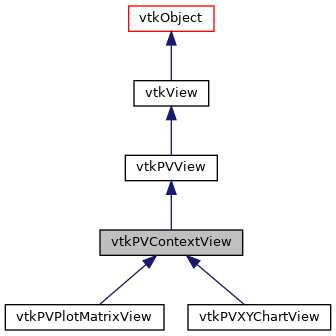 vtkObject
vtkView
vtkPVView
vtkPVContextView
vtkPVPlotMatrixView
vtkPVXYChartView